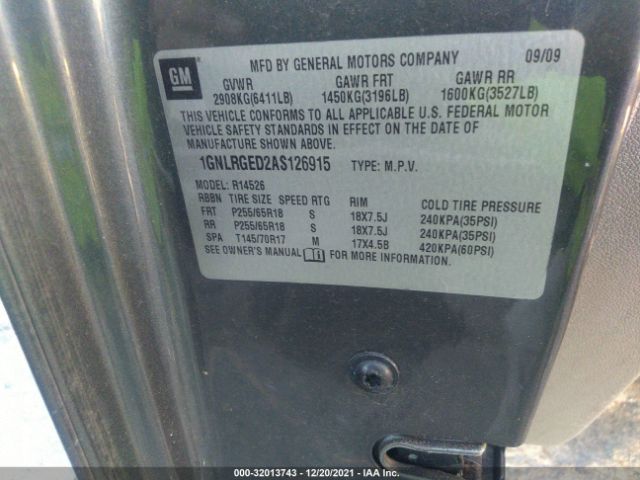 GM
MFD BY GENERAL MOTORS COMPANY 09/09
GVWR GAWR FRT GAWR RR
2908KG(6411LB) 1450KG(3196LB) 1600KG(3527LB)
THIS VEHICLE CONFORMS TO ALL APPLICABLE U.S. FEDERAL MOTOR
VEHICLE SAFETY STANDARDS IN EFFECT ON THE DATE OF
MANUFACTURE SHOWN ABOVE.
1GNLRGED2AS126915 TYPE: M.P.V.
MODEL: R14526
RBBN TIRE SIZE SPEED RTG RIM COLD TIRE PRESSURE
FRT P255/65R18 S 18X7.5J 240KPA(35PSI)
RR P255/65R18 S 18X7.5J 240KPA(35PSI)
SPA T145/70R17 M 17X4.5B 420KPA(60PSI)
SEE OWNER'S MANUAL FOR MORE INFORMATION.
000-32013743 - 12/20/2021 - IAA Inc.